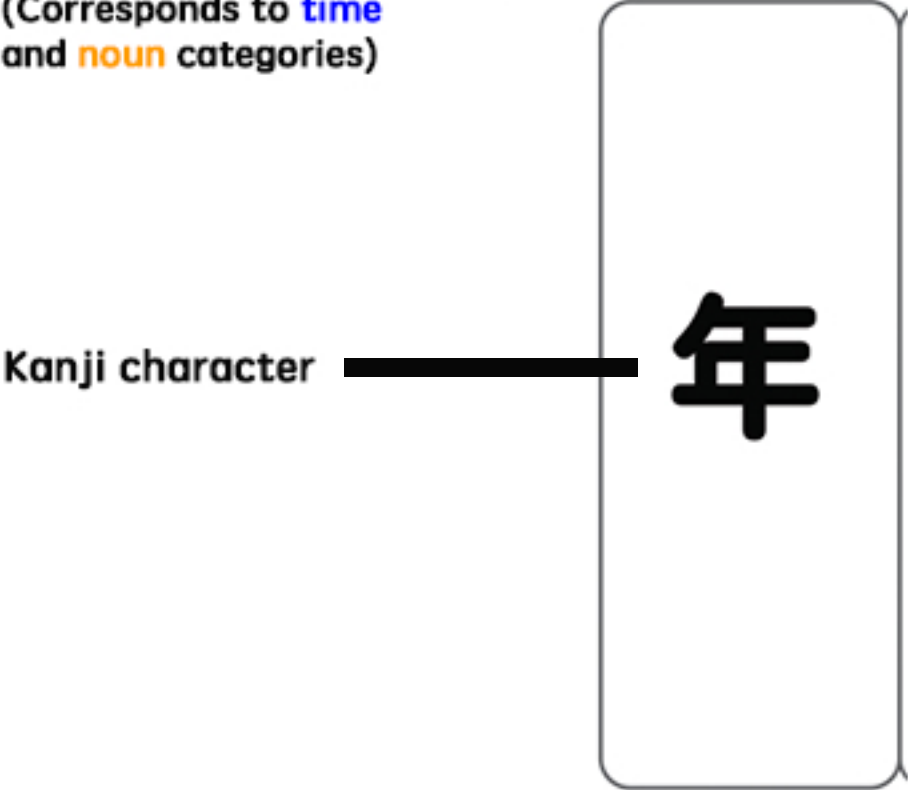 (Corresponds to time
and noun categories)
Kanji character
年